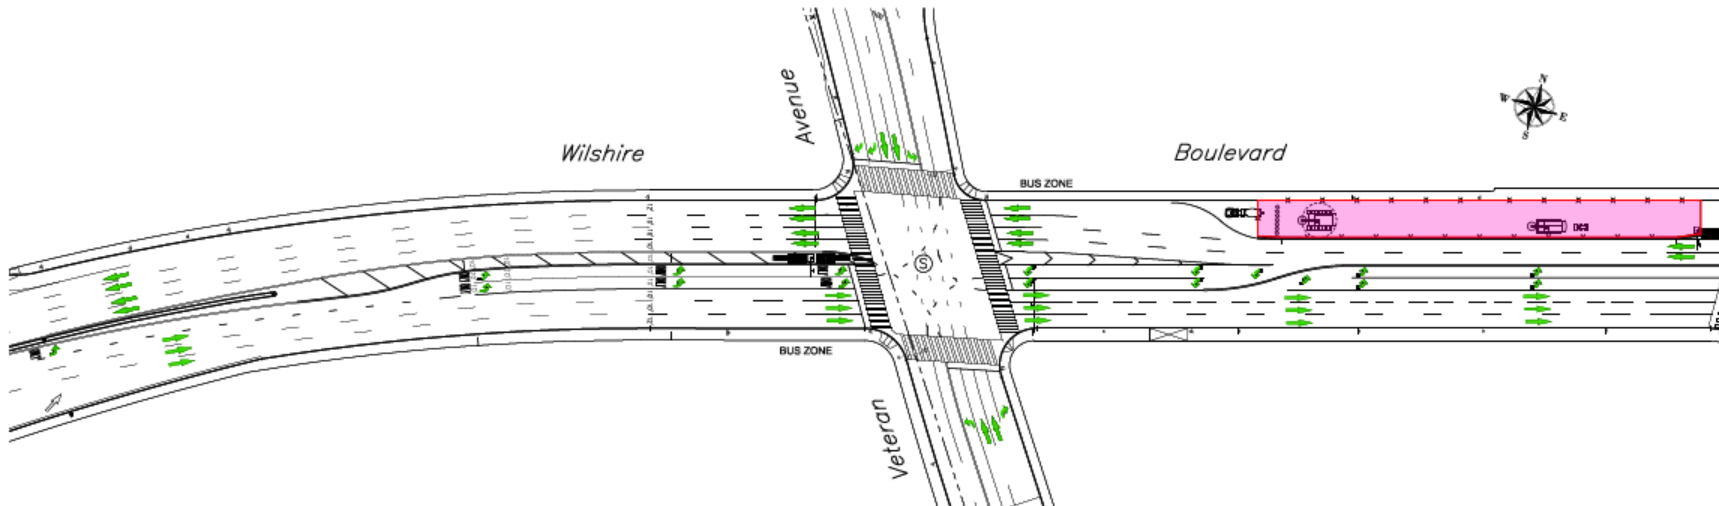 N
W
E
S
Avenue
Wilshire
Boulevard
BUS ZONE
S
BUS ZONE
Veteran